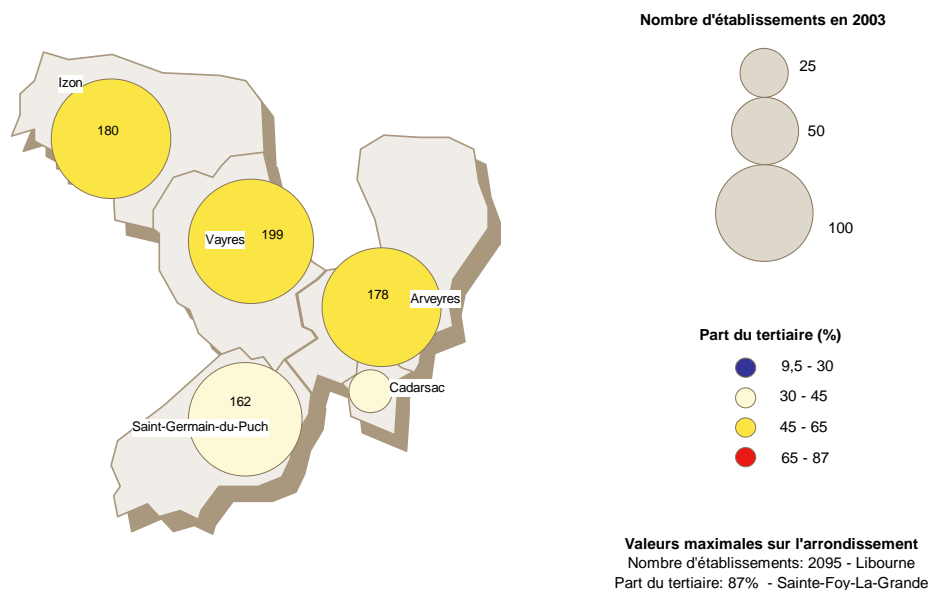 Izon
180
Vayres
199
178
Arveyres
Cadarsac
162
Saint-Germain-du-Puch
Nombre d'établissements en 2003
25
50
100
Part du tertiaire (%)
9,5 - 30
30 - 45
45 - 65
65 - 87
Valeurs maximales sur l'arrondissement
Nombre d'établissements: 2095 - Libourne
Part du tertiaire: 87% - Sainte-Foy-La-Grande